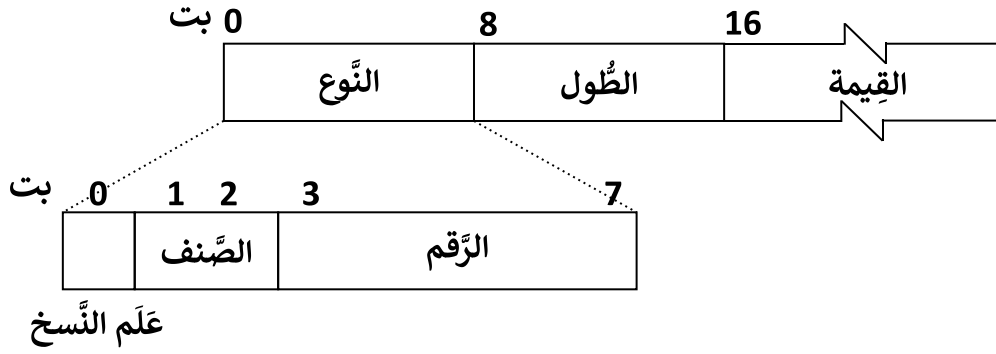 بت 0 8 16
النَّوع الطُّول القِيمة
بت 0 1 2 3 7
الصَّنف الرَّقم
عَلَم النَّسخ